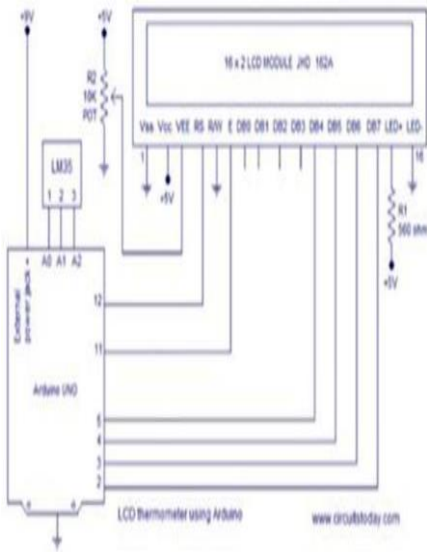 +9V
+5V
R2
10K
POT
16 x 2 LCD MODULE JHD 162A
Vss Vcc VEE RS R/W E DB0 DB1 DB2 DB3 DB4 DB5 DB6 DB7 LED+ LED-
1
16
+5V
LM35
1 2 3
A0 A1 A2
R1
560 ohm
+5V
External
power jack +
12
11
Arduino UNO
5
4
3
2
LCD thermometer using Arduino
www.circuitstoday.com